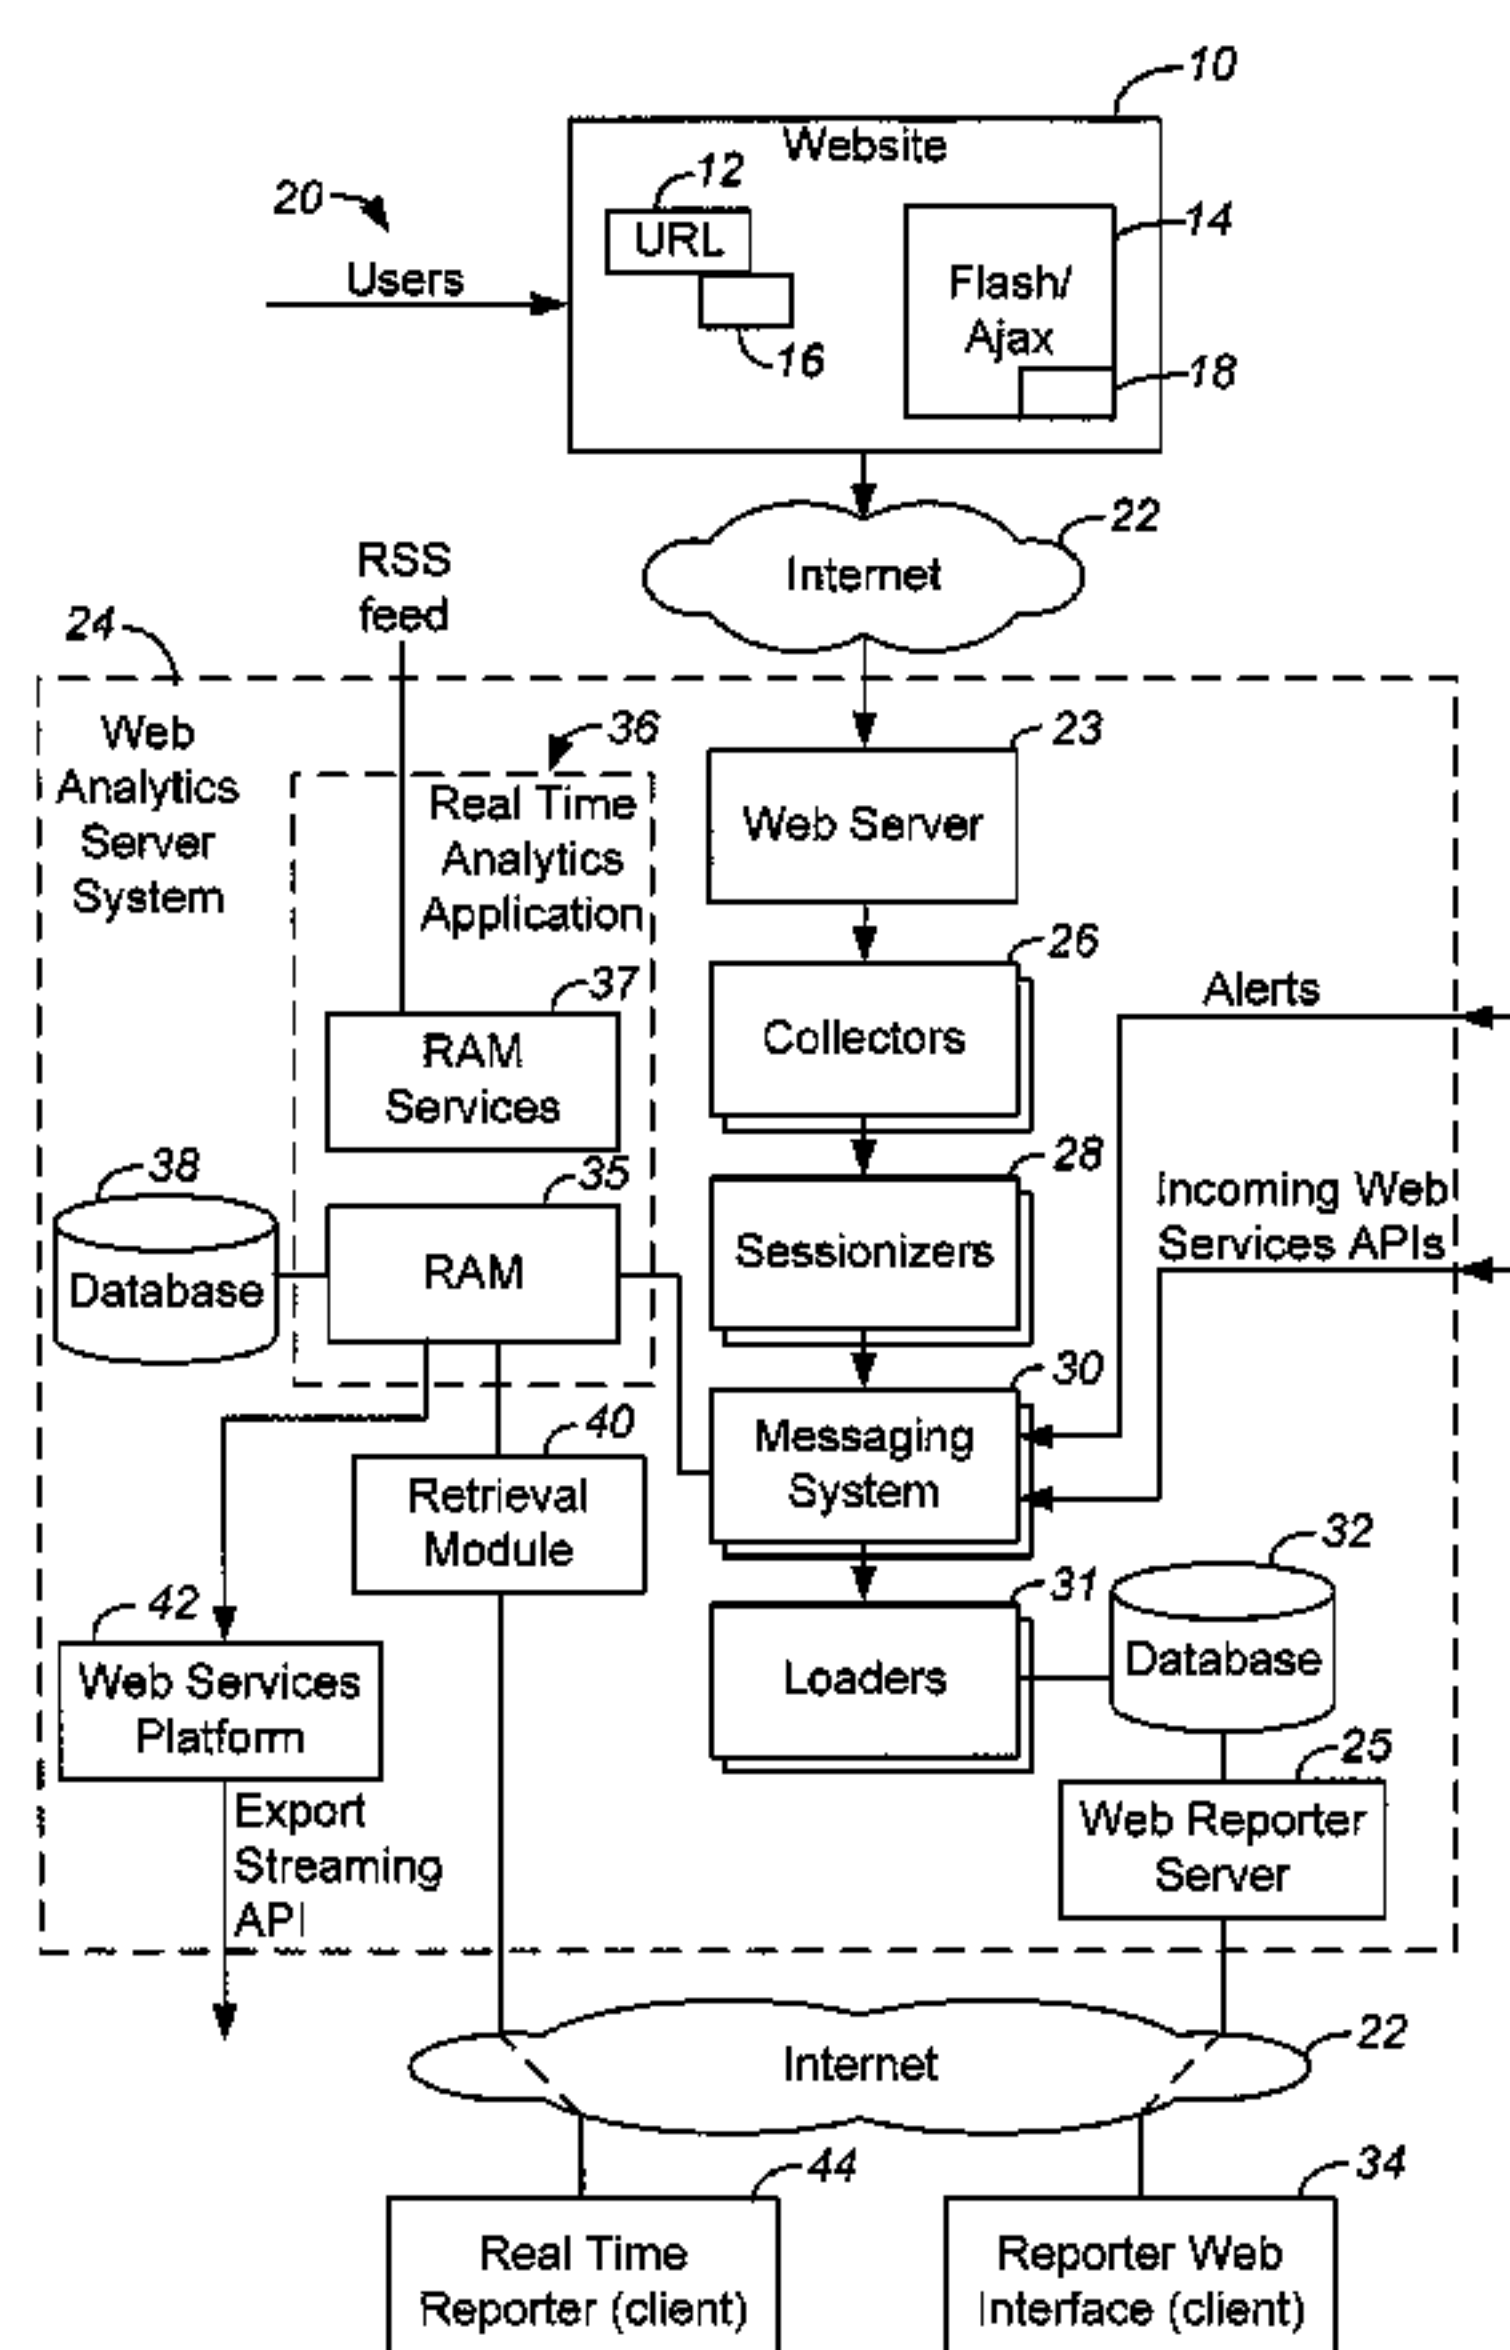 10
Website
12
URL
20
Users
14
Flash/
Ajax
16
18
22
Internet
RSS
feed
24
Web
Analytics
Server
System
36
Real Time
Analytics
Application
23
Web Server
26
Collectors
Alerts
37
RAM
Services
28
Sessionizers
Incoming Web
Services APIs
38
Database
35
RAM
30
Messaging
System
40
Retrieval
Module
32
Database
31
Loaders
42
Web Services
Platform
25
Web Reporter
Server
Export
Streaming
API
22
Internet
44
Real Time
Reporter (client)
34
Reporter Web
Interface (client)